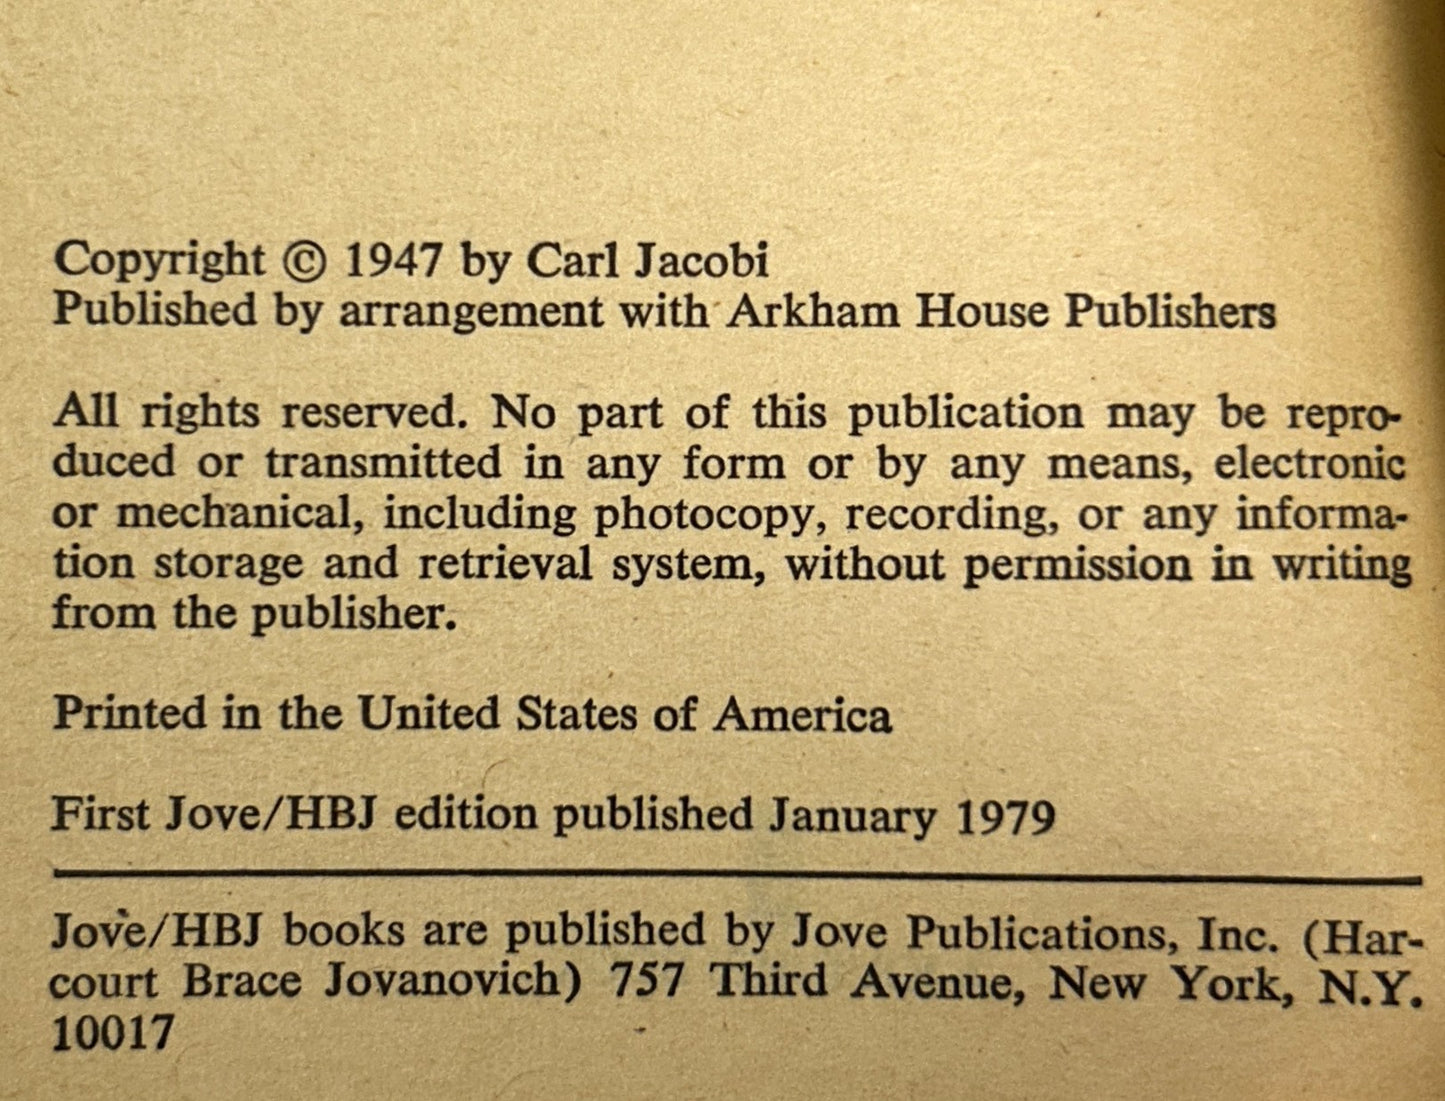 Copyright © 1947 by Carl Jacobi
Published by arrangement with Arkham House Publishers
All rights reserved. No part of this publication may be repro-
duced or transmitted in any form or by any means, electronic
or mechanical, including photocopy, recording, or any informa-
tion storage and retrieval system, without permission in writing
from the publisher.
Printed in the United States of America
First Jove/HBJ edition published January 1979
Jove/HBJ books are published by Jove Publications, Inc. (Har-
court Brace Jovanovich) 757 Third Avenue, New York, N.Y.
10017